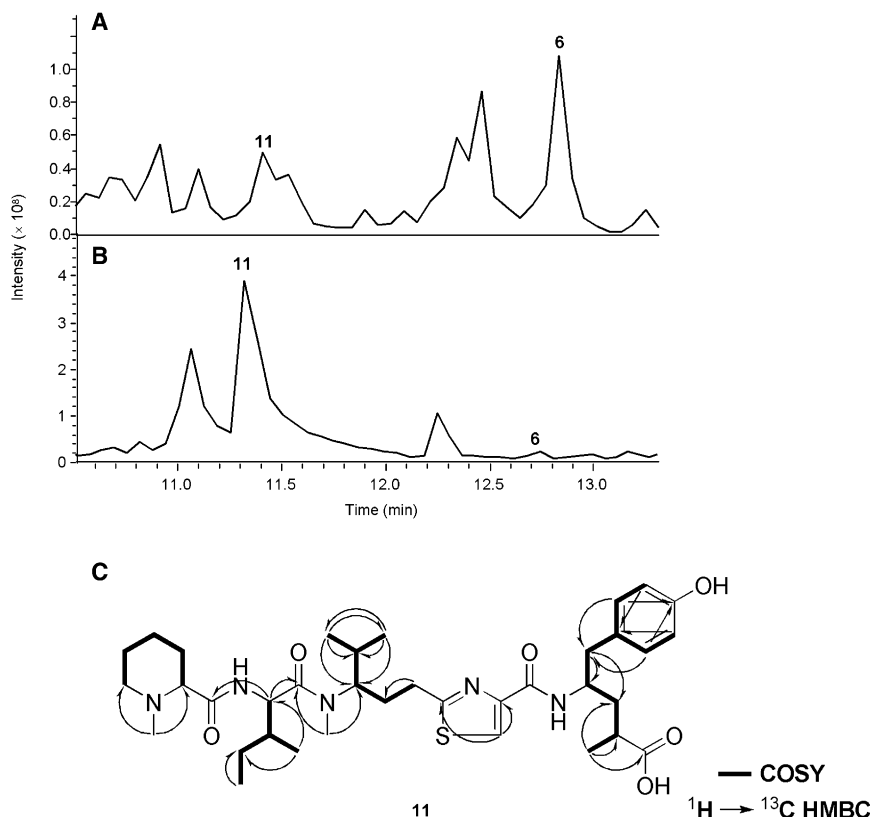 A
6
11
1.0
0.8
0.6
0.4
0.2
0.0
Intensity (× 10⁸)
B
11
6
4
3
2
1
0
11.0 11.5 12.0 12.5 13.0
Time (min)
C
OH
O H O N O
N N N N
O S H O
OH
COSY
¹H → ¹³C HMBC
11